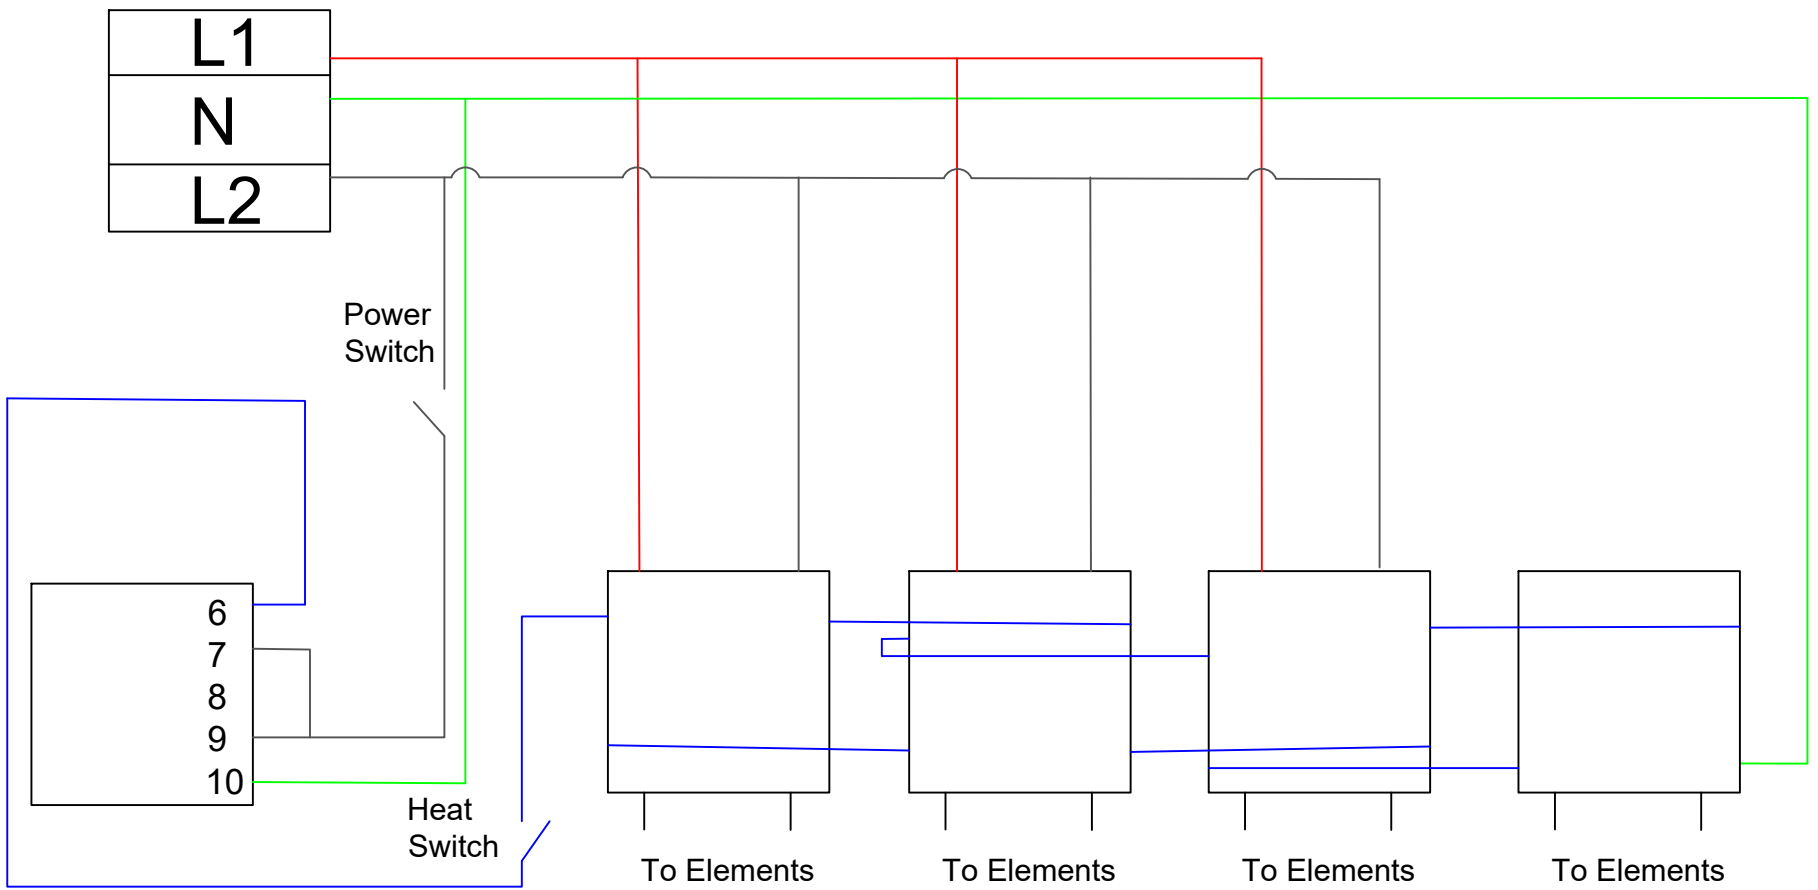 L1
N
L2
Power
Switch
6
7
8
9
10
Heat
Switch
To Elements
To Elements
To Elements
To Elements